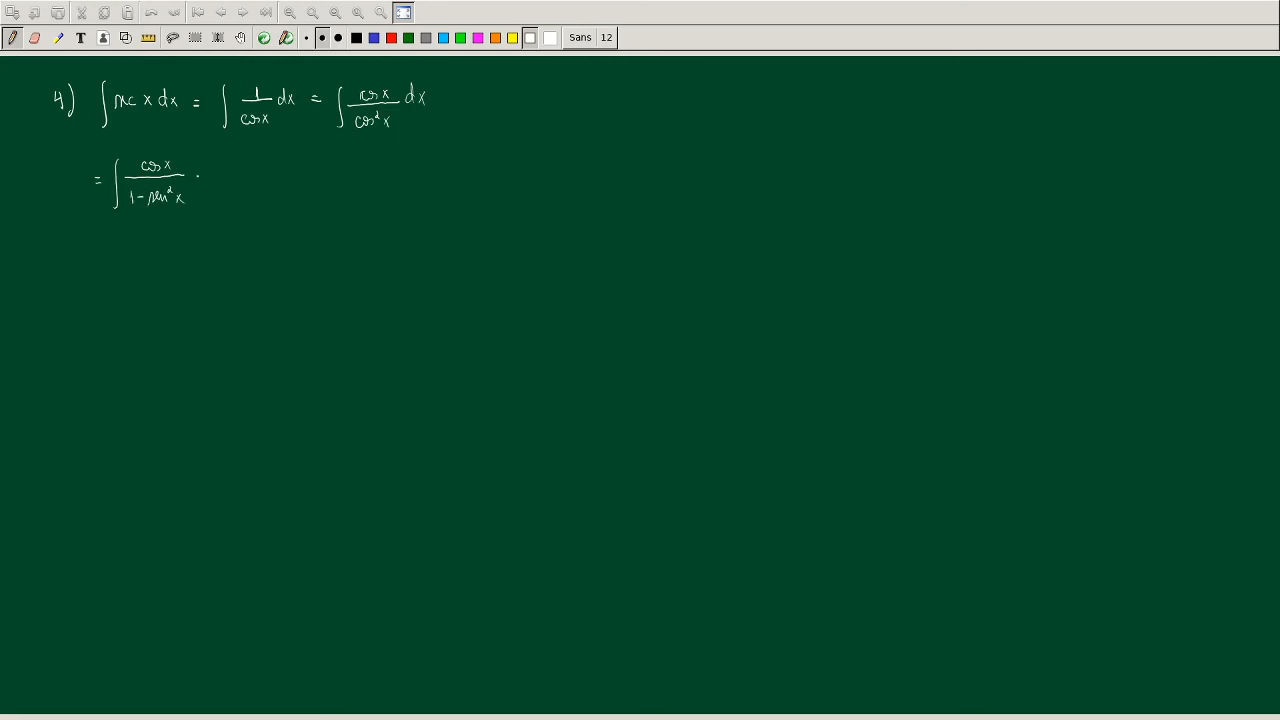 Sans 12
4) ∫ sec x dx = ∫ 1/cos x dx = ∫ cos x/cos² x dx
= ∫ cos x/1 - sen² x